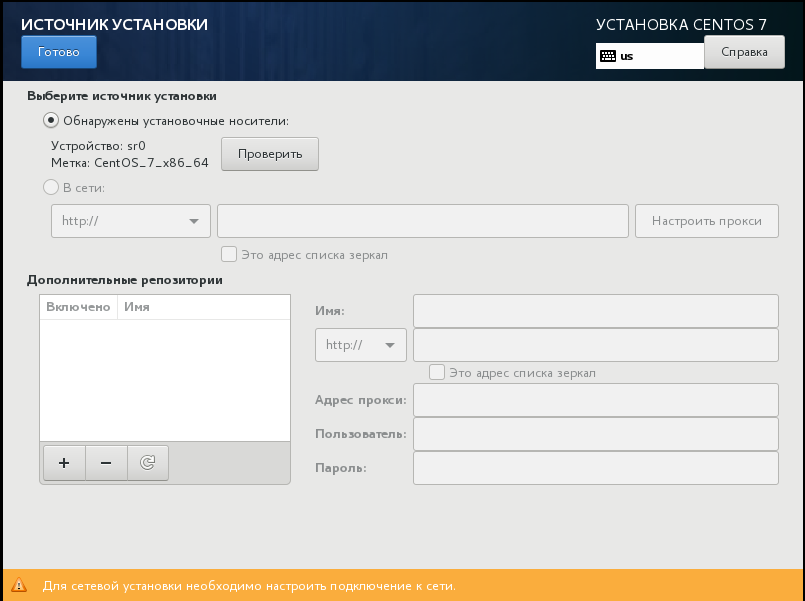 ИСТОЧНИК УСТАНОВКИ
УСТАНОВКА CENTOS 7
Готово
us
Справка
Выберите источник установки
Обнаружены установочные носители:
Устройство: sr0
Метка: CentOS_7_x86_64
Проверить
В сети:
http://
Настроить прокси
Это адрес списка зеркал
Дополнительные репозитории
Включено Имя
Имя:
http://
Это адрес списка зеркал
Адрес прокси:
Пользователь:
Пароль:
Для сетевой установки необходимо настроить подключение к сети.